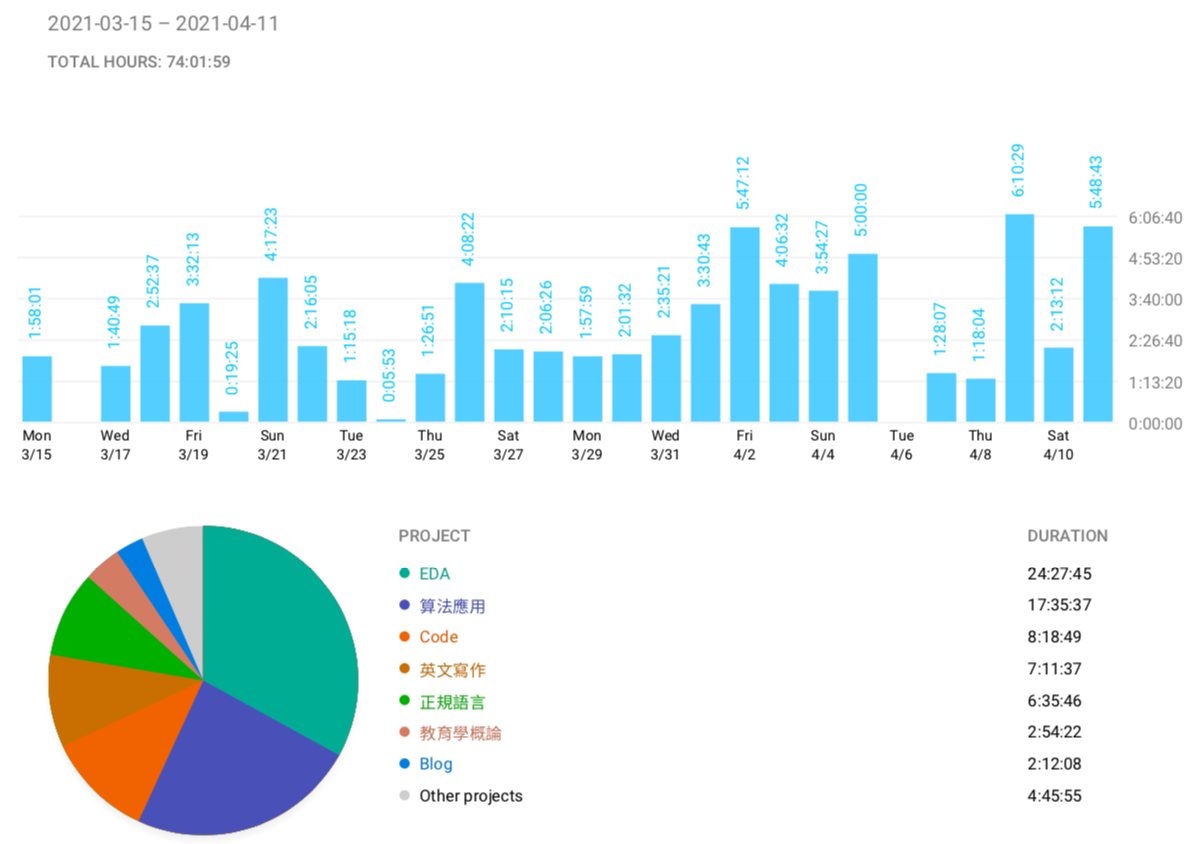 2021-03-15 – 2021-04-11
TOTAL HOURS: 74:01:59
1:58:01
1:40:49
2:52:37
3:32:13
0:19:25
4:17:23
2:16:05
1:15:18
0:05:53
1:26:51
4:08:22
2:10:15
2:06:26
1:57:59
2:01:32
2:35:21
3:30:43
5:47:12
4:06:32
3:54:27
5:00:00
1:28:07
1:18:04
6:10:29
2:13:12
5:48:43
6:06:40
4:53:20
3:40:00
2:26:40
1:13:20
0:00:00
Mon Wed Fri Sun Tue Thu Sat Mon Wed Fri Sun Tue Thu Sat
3/15 3/17 3/19 3/21 3/23 3/25 3/27 3/29 3/31 4/2 4/4 4/6 4/8 4/10
PROJECT DURATION
EDA 24:27:45
算法應用 17:35:37
Code 8:18:49
英文寫作 7:11:37
正規語言 6:35:46
教育學概論 2:54:22
Blog 2:12:08
Other projects 4:45:55